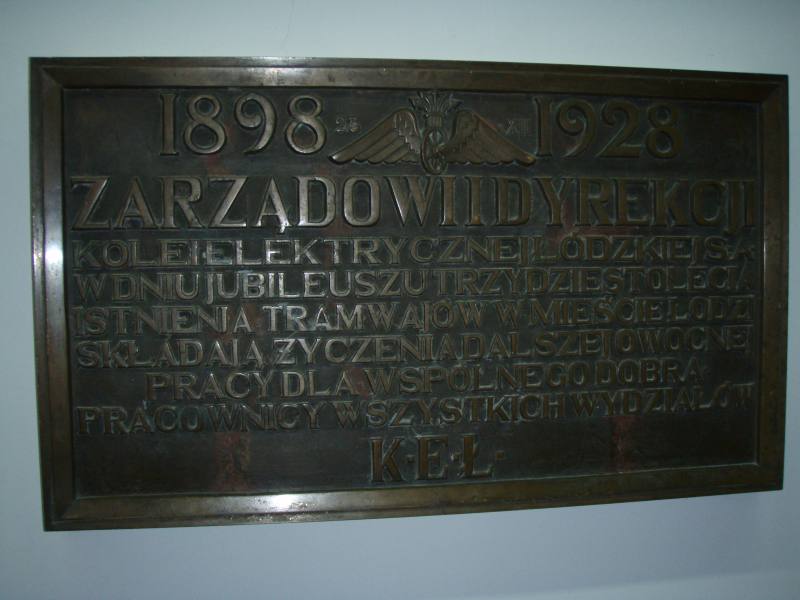 1898 23 XII 1928
ZARZĄDOWI I DYREKCJI
KOLEI ELEKTRYCZNEJ ŁÓDZKIEJ S.A
W DNIU JUBILEUSZU TRZYDZIESTOLECIA
ISTNIENIA TRAMWAJÓW W MIEŚCIE ŁODZI
SKŁADAJĄ ŻYCZENIA DALSZEJ OWOCNEJ
PRACY DLA WSPÓLNEGO DOBRA
PRACOWNICY WSZYSTKICH WYDZIAŁÓW
K·E·Ł·